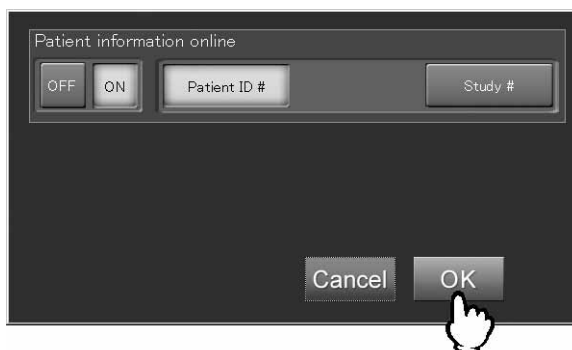 Patient information online
OFF ON Patient ID # Study #
Cancel OK